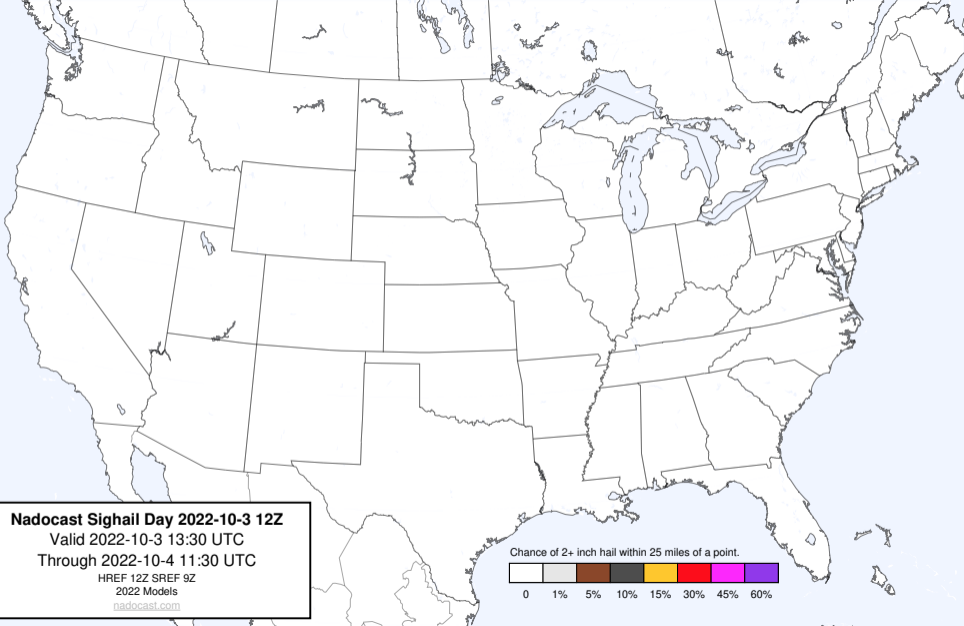 Nadocast Sighail Day 2022-10-3 12Z
Valid 2022-10-3 13:30 UTC
Through 2022-10-4 11:30 UTC
HREF 12Z SREF 9Z
2022 Models
nadocast.com
Chance of 2+ inch hail within 25 miles of a point.
0 1% 5% 10% 15% 30% 45% 60%